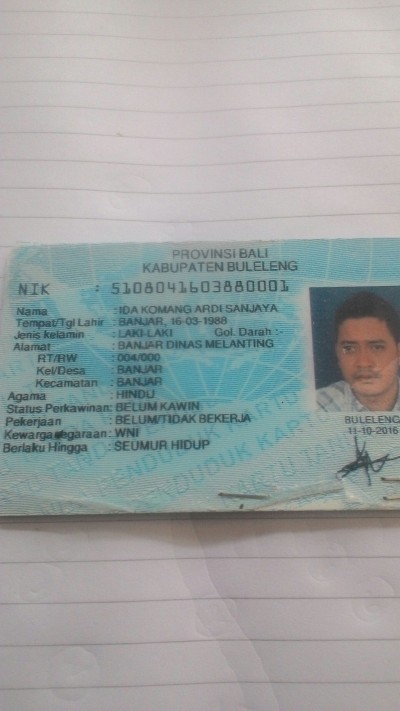 PROVINSI BALI
KABUPATEN BULELENG
NIK : 5108041603880001
Nama : IDA KOMANG ARDI SANJAYA
Tempat/Tgl Lahir : BANJAR, 16-03-1988
Jenis kelamin : LAKI-LAKI Gol. Darah :-
Alamat : BANJAR DINAS MELANTING
RT/RW : 004/000
Kel/Desa : BANJAR
Kecamatan : BANJAR
Agama : HINDU
Status Perkawinan: BELUM KAWIN
Pekerjaan : BELUM/TIDAK BEKERJA
Kewarganegaraan: WNI
Berlaku Hingga : SEUMUR HIDUP
BULELENG
11-10-2016